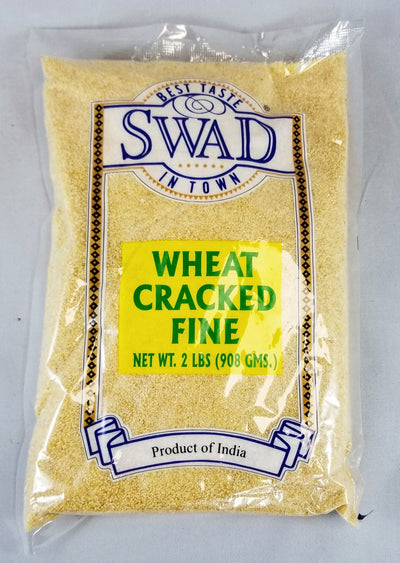 BEST TASTE
SWAD®
IN TOWN
WHEAT
CRACKED
FINE
NET WT. 2 LBS (908 GMS.)
Product of India